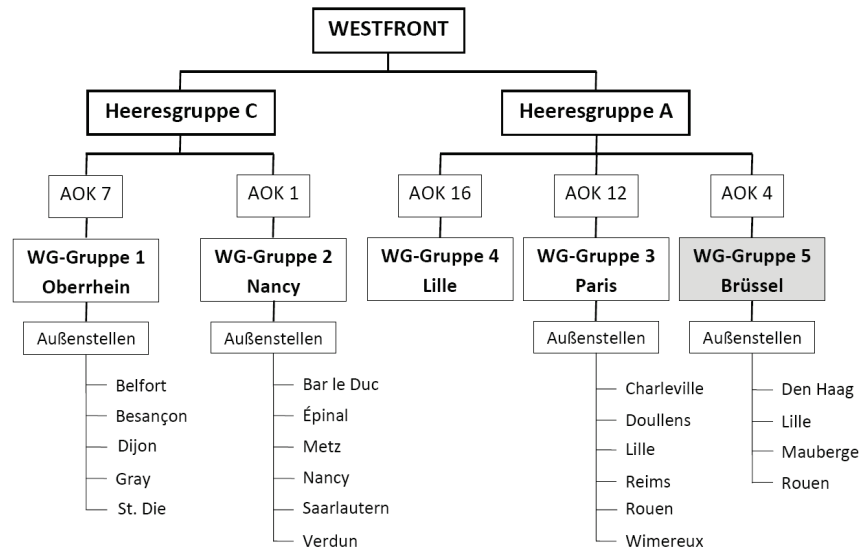 WESTFRONT
Heeresgruppe C
Heeresgruppe A
AOK 7
AOK 1
AOK 16
AOK 12
AOK 4
WG-Gruppe 1
Oberrhein
WG-Gruppe 2
Nancy
WG-Gruppe 4
Lille
WG-Gruppe 3
Paris
WG-Gruppe 5
Brüssel
Außenstellen
Außenstellen
Außenstellen
Außenstellen
Belfort
Besançon
Dijon
Gray
St. Die
Bar le Duc
Épinal
Metz
Nancy
Saarlautern
Verdun
Charleville
Doullens
Lille
Reims
Rouen
Wimereux
Den Haag
Lille
Mauberge
Rouen